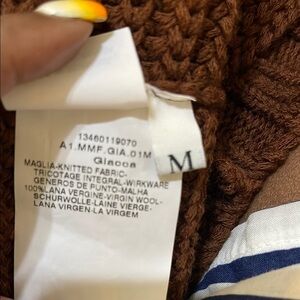 13460119070
A1.MMF.GIA.01M
Giacca
MAGLIA-KNITTED FABRIC-
TRICOTAGE INTEGRAL-WIRKWARE
GENEROS DE PUNTO-MALHA
100%LANA VERGINE-VIRGIN WOOL-
SCHURWOLLE-LAINE VIERGE-
LANA VIRGEN-LA VIRGEM
M